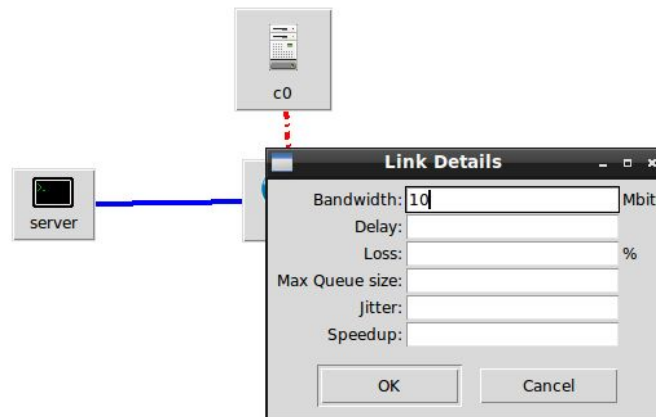 c0
server
Link Details
Bandwidth: 10 Mbit
Delay:
Loss: %
Max Queue size:
Jitter:
Speedup:
OK Cancel